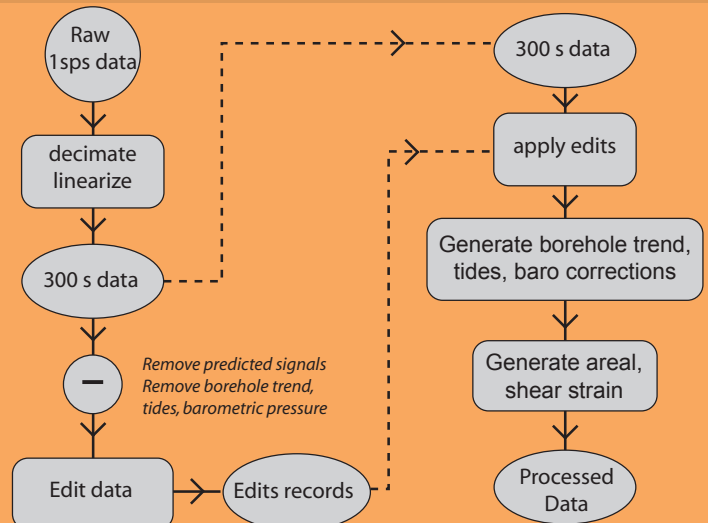 Raw
1sps data
decimate
linearize
300 s data
–
Remove predicted signals
Remove borehole trend,
tides, barometric pressure
Edit data
Edits records
300 s data
apply edits
Generate borehole trend,
tides, baro corrections
Generate areal,
shear strain
Processed
Data